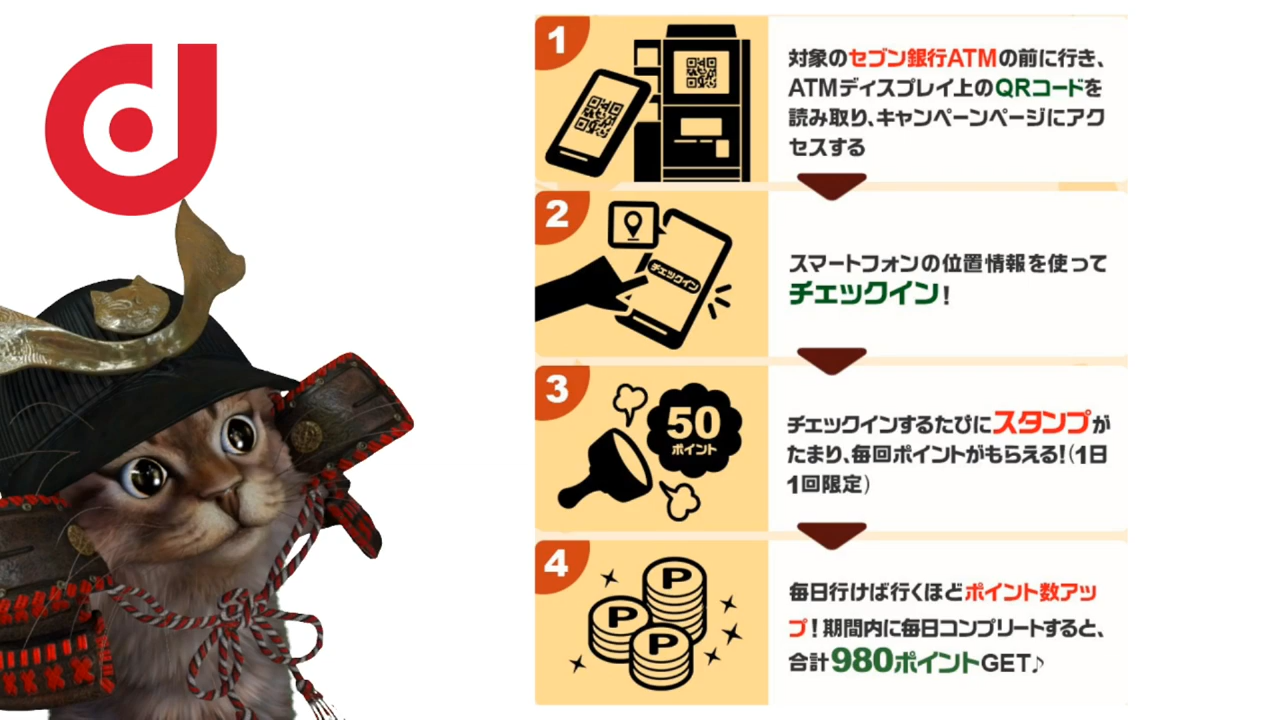 d
1
対象のセブン銀行ATMの前に行き、
ATMディスプレイ上のQRコードを
読み取り、キャンペーンページにアク
セスする
2
チェックイン
スマートフォンの位置情報を使って
チェックイン!
3
50
ポイント
チェックインするたびにスタンプが
たまり、毎回ポイントがもらえる!(1日
1回限定)
4
P
P
P
毎日行けば行くほどポイント数アッ
プ!期間内に毎日コンプリートすると、
合計980ポイントGET♪